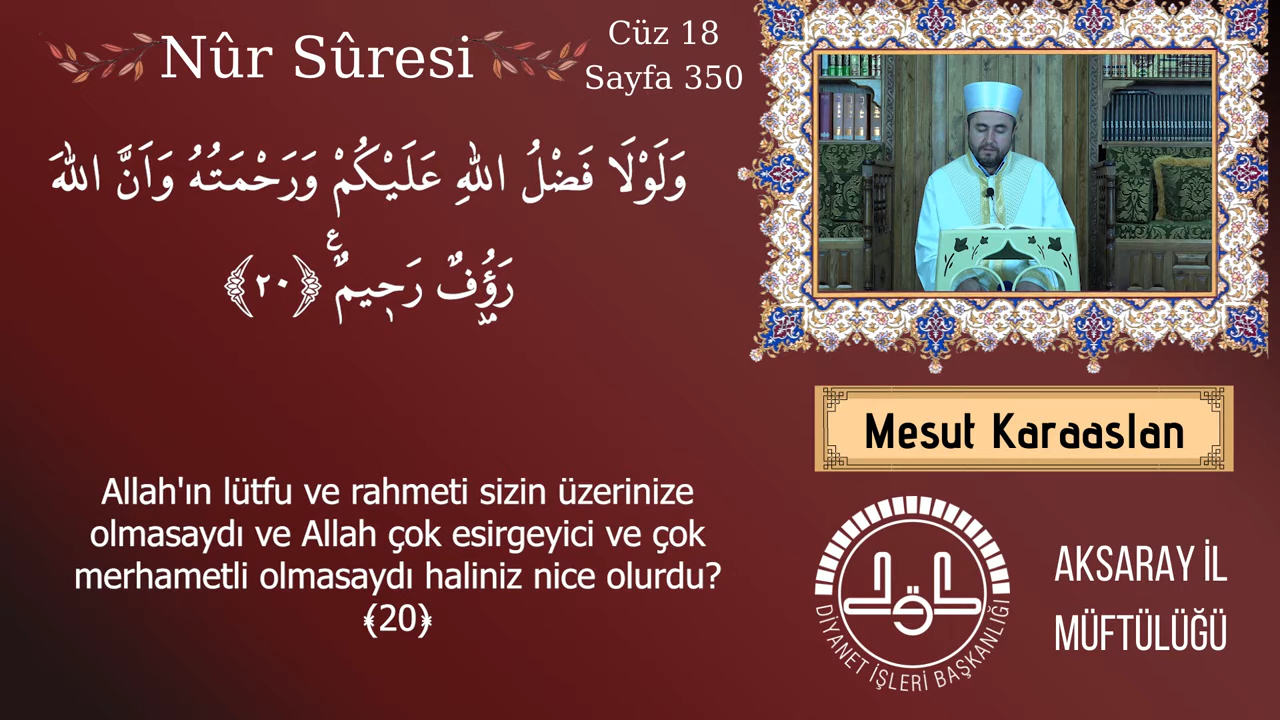 Nûr Sûresi
Cüz 18
Sayfa 350
وَلَوْلَا فَضْلُ اللّٰهِ عَلَيْكُمْ وَرَحْمَتُهُ وَاَنَّ اللّٰهَ
رَؤُ۫فٌ رَح۪يمٌ۟ ﴿٢٠﴾
ع
Allah'ın lütfu ve rahmeti sizin üzerinize
olmasaydı ve Allah çok esirgeyici ve çok
merhametli olmasaydı haliniz nice olurdu?
﴾20﴿
Mesut Karaaslan
DİYANET İŞLERİ BAŞKANLIĞI
AKSARAY İL
MÜFTÜLÜĞÜ